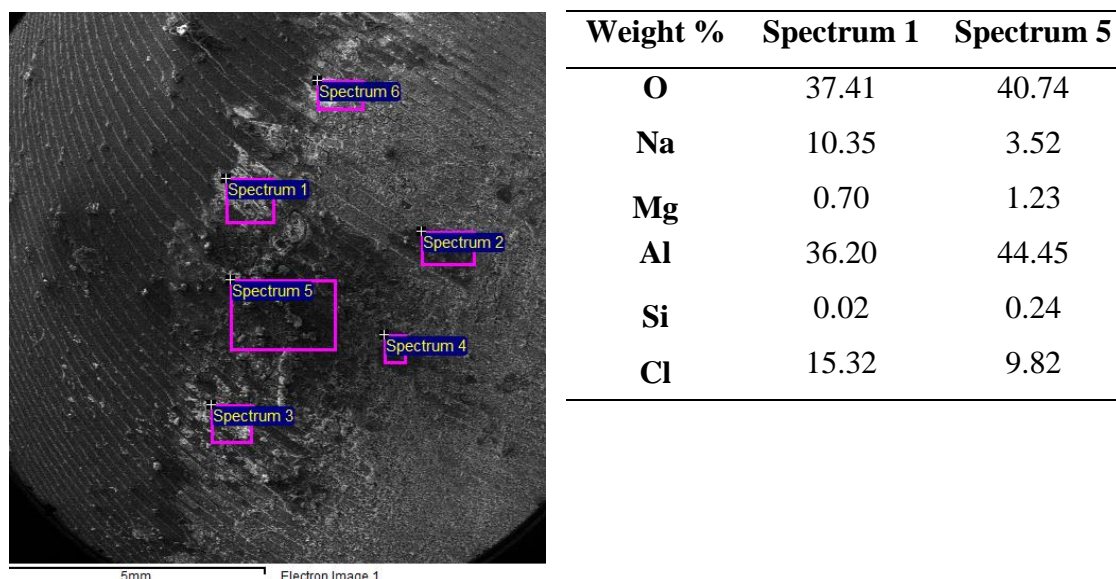 Spectrum 6
Spectrum 1
Spectrum 2
Spectrum 5
Spectrum 4
Spectrum 3
5mm Electron Image 1
Weight % Spectrum 1 Spectrum 5
O 37.41 40.74
Na 10.35 3.52
Mg 0.70 1.23
Al 36.20 44.45
Si 0.02 0.24
Cl 15.32 9.82